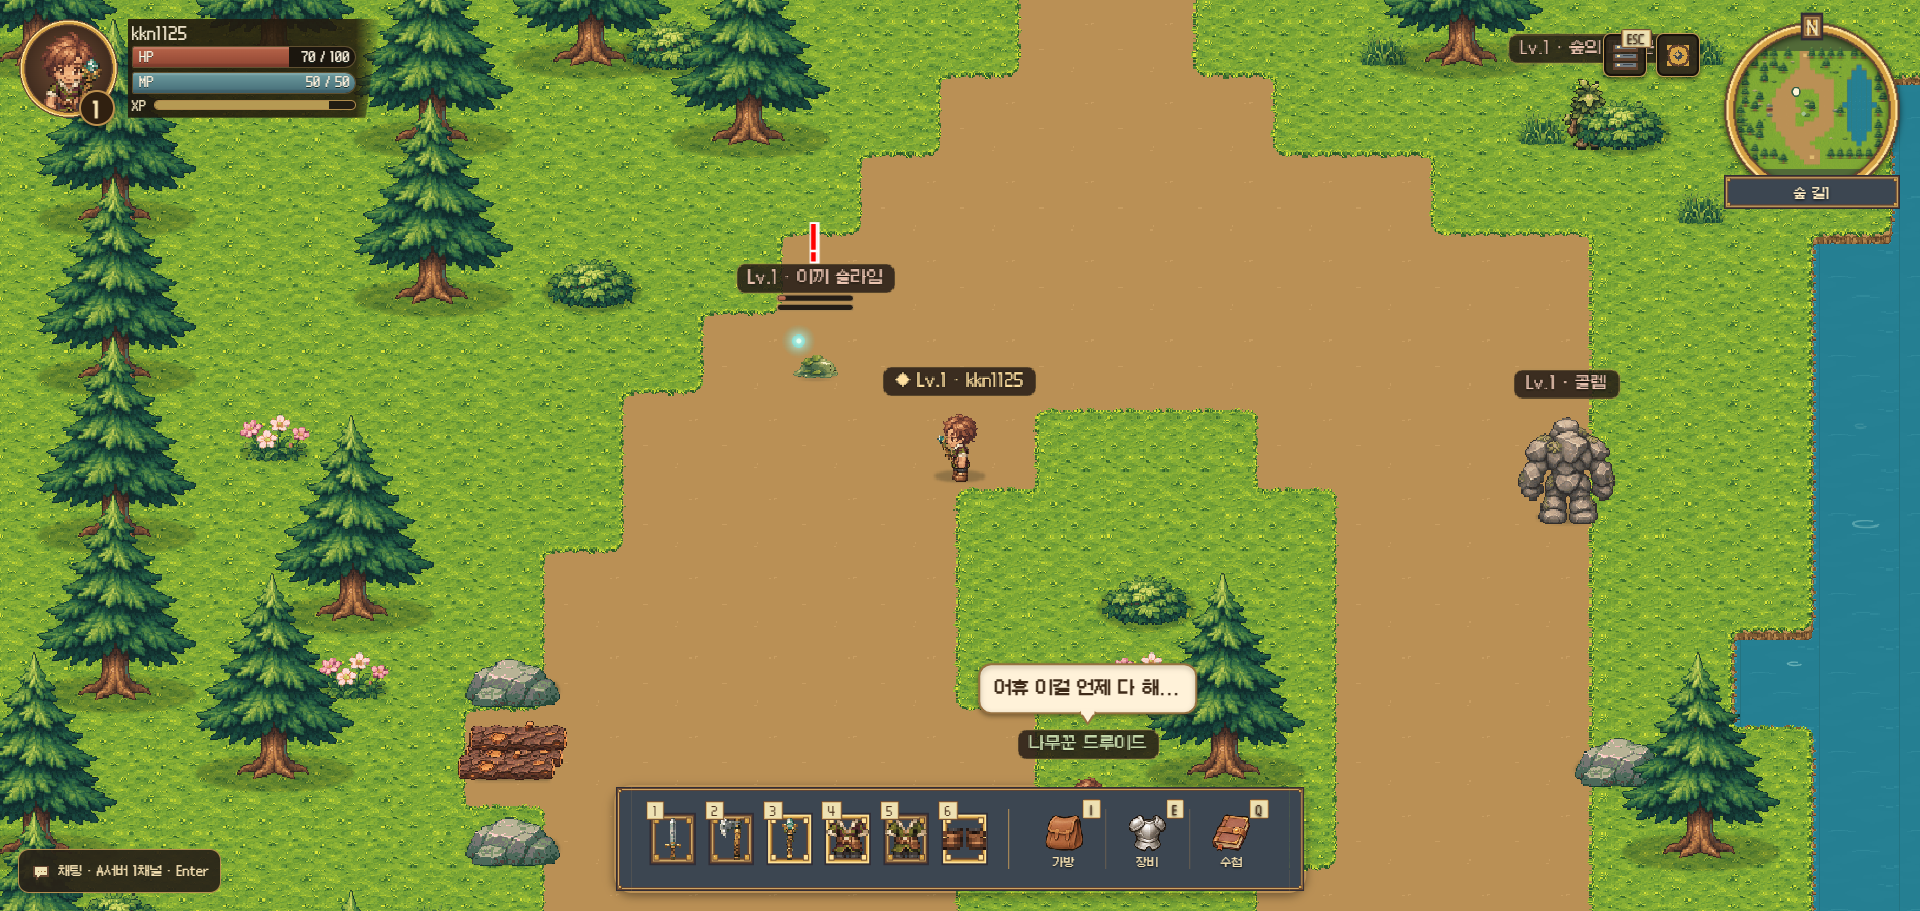 kkn1125
HP 70 / 100
MP 50 / 50
XP
1
Lv.1 · 숲의
ESC
N
숲 길1
Lv.1 · 이끼 슬라임
Lv.1 · kkn1125
Lv.1 · 골렘
어휴 이걸 언제 다 해...
나무꾼 드루이드
1 2 3 4 5 6 I E Q
가방 장비 수첩
채팅 · A서버 1채널 · Enter